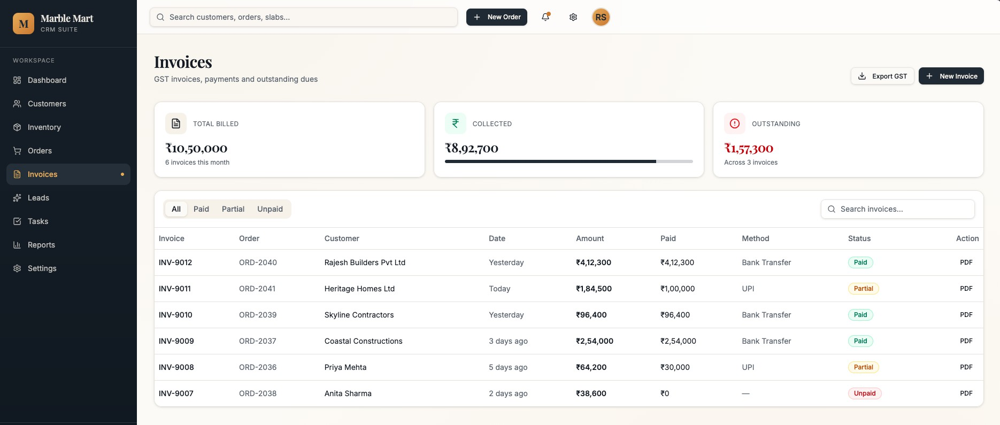 M
Marble Mart
CRM SUITE
WORKSPACE
Dashboard
Customers
Inventory
Orders
Invoices
Leads
Tasks
Reports
Settings
Search customers, orders, slabs...
New Order
RS
Invoices
GST invoices, payments and outstanding dues
Export GST
New Invoice
TOTAL BILLED
₹10,50,000
6 invoices this month
₹
COLLECTED
₹8,92,700
OUTSTANDING
₹1,57,300
Across 3 invoices
All Paid Partial Unpaid
Search invoices...
Invoice Order Customer Date Amount Paid Method Status Action
INV-9012 ORD-2040 Rajesh Builders Pvt Ltd Yesterday ₹4,12,300 ₹4,12,300 Bank Transfer Paid PDF
INV-9011 ORD-2041 Heritage Homes Ltd Today ₹1,84,500 ₹1,00,000 UPI Partial PDF
INV-9010 ORD-2039 Skyline Contractors Yesterday ₹96,400 ₹96,400 Bank Transfer Paid PDF
INV-9009 ORD-2037 Coastal Constructions 3 days ago ₹2,54,000 ₹2,54,000 Bank Transfer Paid PDF
INV-9008 ORD-2036 Priya Mehta 5 days ago ₹64,200 ₹30,000 UPI Partial PDF
INV-9007 ORD-2038 Anita Sharma 2 days ago ₹38,600 ₹0 — Unpaid PDF